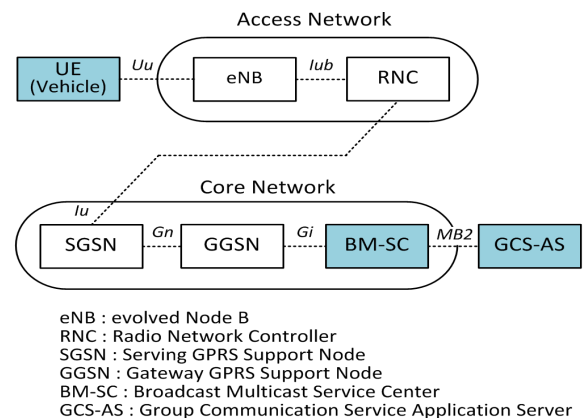 Access Network
UE
(Vehicle)
Uu
eNB
Iub
RNC
Core Network
Iu
SGSN
Gn
GGSN
Gi
BM-SC
MB2
GCS-AS
eNB : evolved Node B
RNC : Radio Network Controller
SGSN : Serving GPRS Support Node
GGSN : Gateway GPRS Support Node
BM-SC : Broadcast Multicast Service Center
GCS-AS : Group Communication Service Application Server